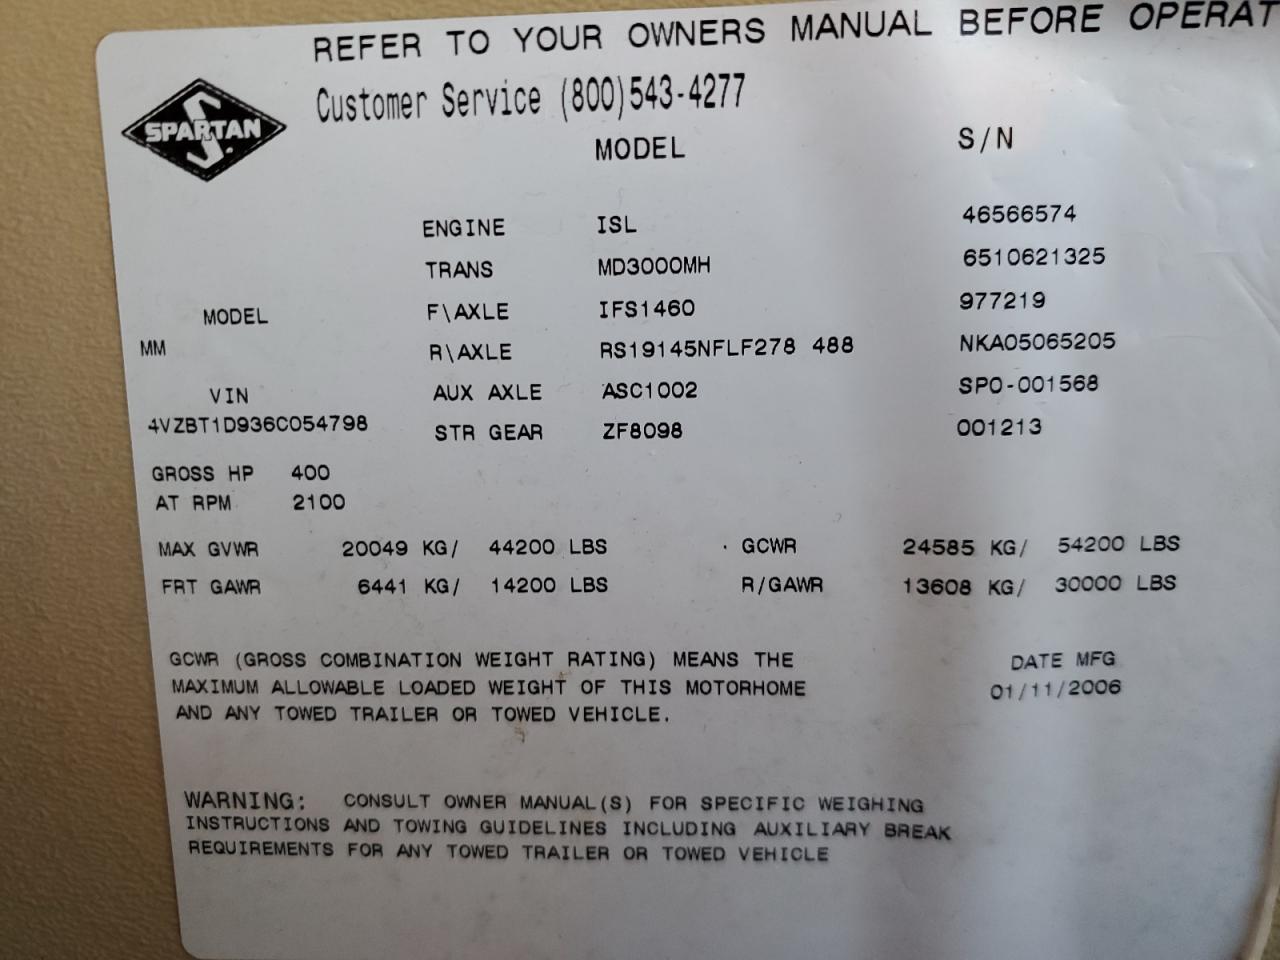 REFER TO YOUR OWNERS MANUAL BEFORE OPERAT
SPARTAN
Customer Service (800)543-4277
MODEL S/N
ENGINE ISL 46566574
TRANS MD3000MH 6510621325
MODEL F\AXLE IFS1460 977219
MM R\AXLE RS19145NFLF278 488 NKA05065205
VIN AUX AXLE ASC1002 SPO-001568
4VZBT1D936C054798 STR GEAR ZF8098 001213
GROSS HP 400
AT RPM 2100
MAX GVWR 20049 KG/ 44200 LBS GCWR 24585 KG/ 54200 LBS
FRT GAWR 6441 KG/ 14200 LBS R/GAWR 13608 KG/ 30000 LBS
GCWR (GROSS COMBINATION WEIGHT RATING) MEANS THE DATE MFG
MAXIMUM ALLOWABLE LOADED WEIGHT OF THIS MOTORHOME 01/11/2006
AND ANY TOWED TRAILER OR TOWED VEHICLE.
WARNING: CONSULT OWNER MANUAL(S) FOR SPECIFIC WEIGHING
INSTRUCTIONS AND TOWING GUIDELINES INCLUDING AUXILIARY BREAK
REQUIREMENTS FOR ANY TOWED TRAILER OR TOWED VEHICLE